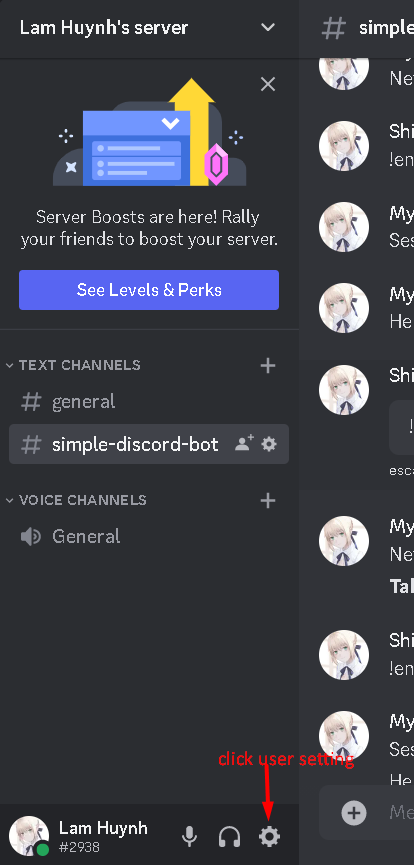 Lam Huynh's server
Server Boosts are here! Rally
your friends to boost your server.
See Levels & Perks
TEXT CHANNELS
# general
# simple-discord-bot
VOICE CHANNELS
General
click user setting
Lam Huynh
#2938
# simple
My
Ne
Shi
!en
My
Ses
My
He
Shi
!
esca
My
Ne
Tal
Shi
!en
My
Ses
He
Me